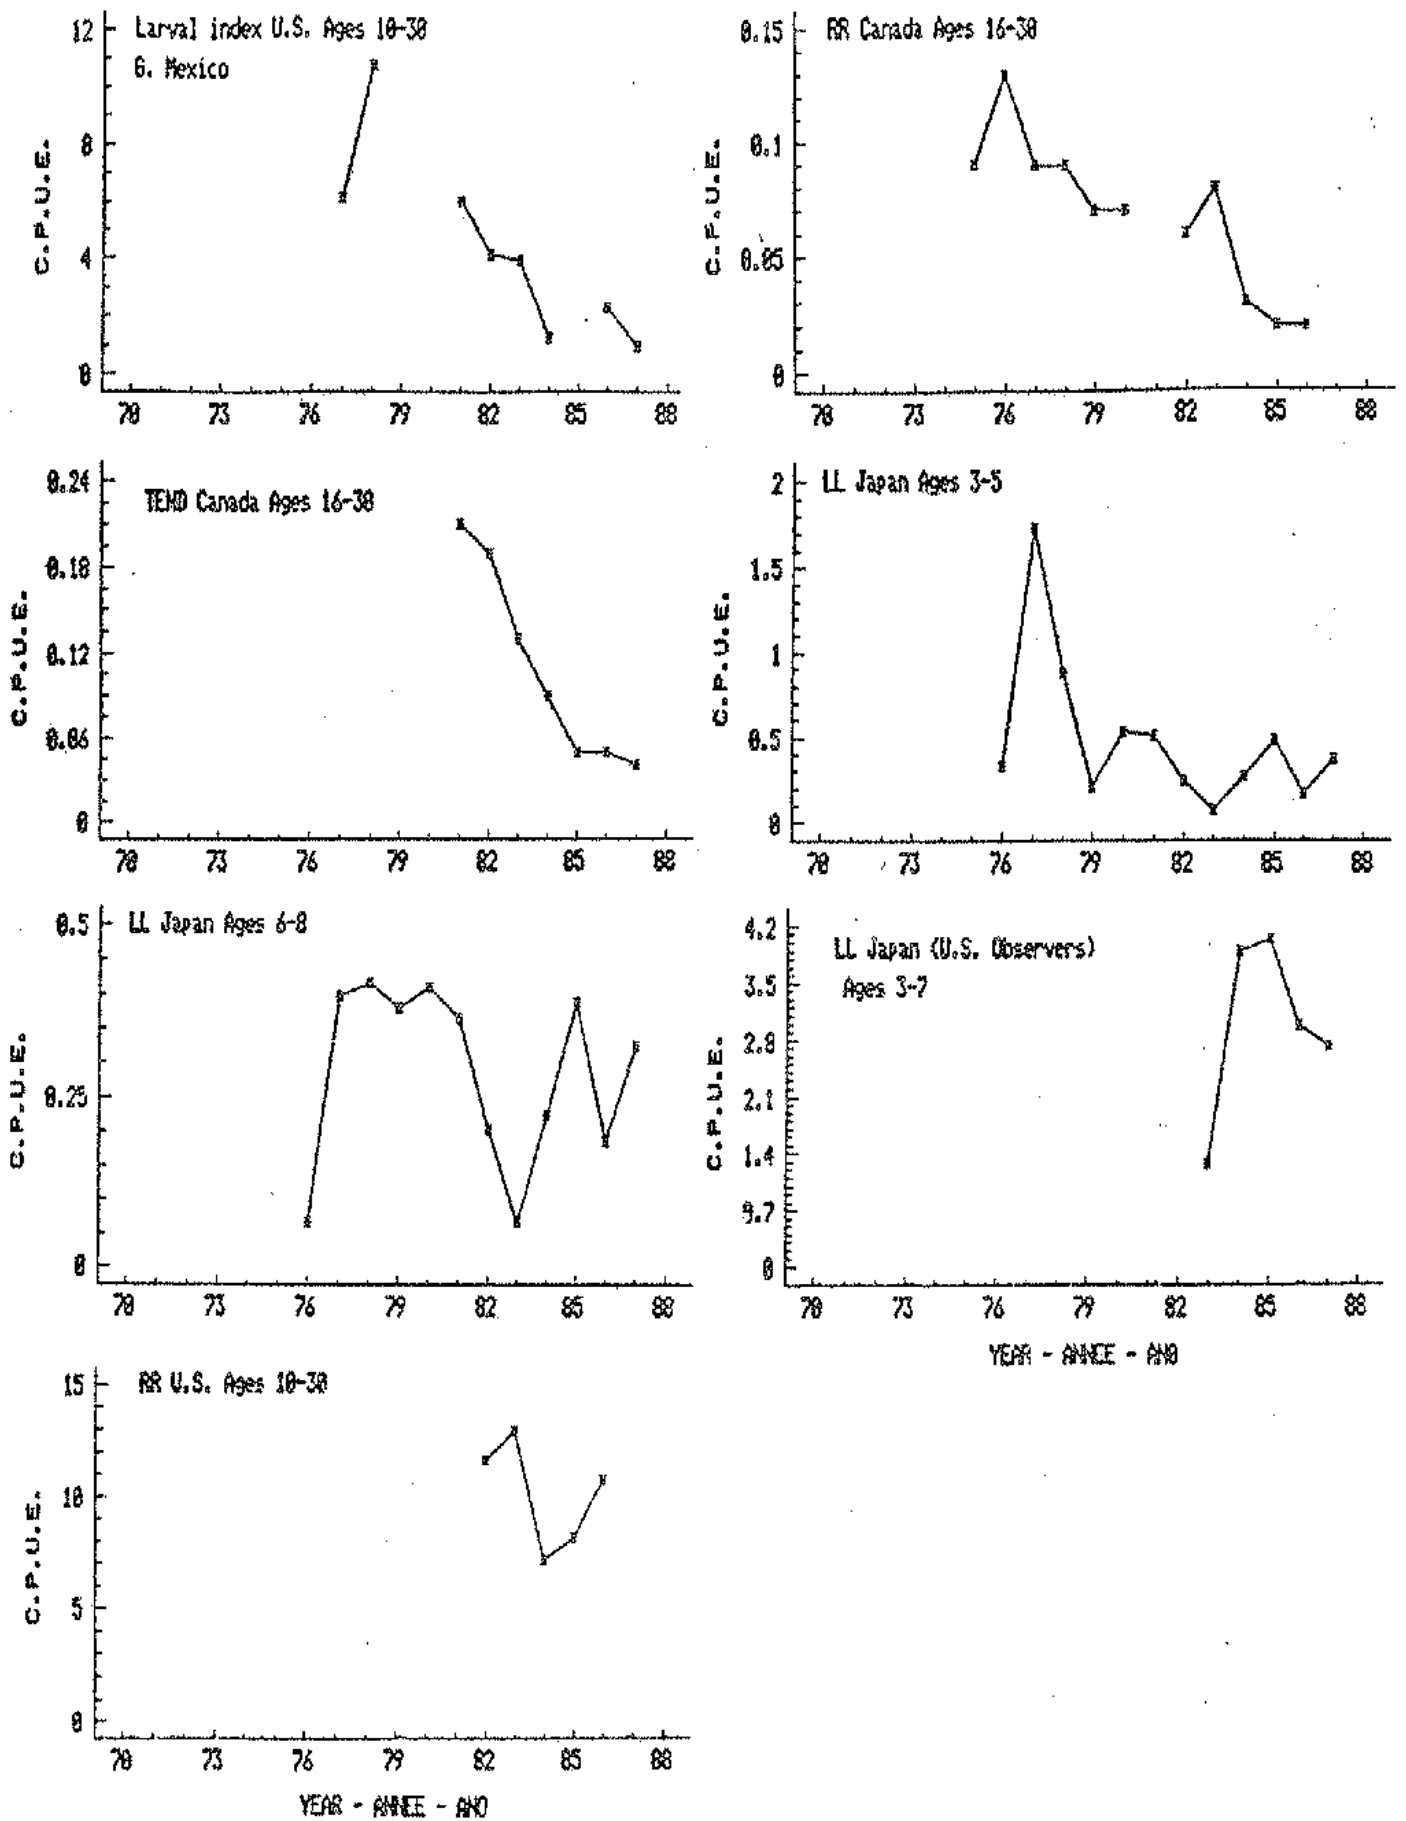 Larval index U.S. Ages 10-30
G. Mexico
C.P.U.E.
12
8
4
0
70 73 76 79 82 85 88
RR Canada Ages 16-30
C.P.U.E.
0.15
0.1
0.05
0
70 73 76 79 82 85 88
TEND Canada Ages 16-30
C.P.U.E.
0.24
0.18
0.12
0.06
0
70 73 76 79 82 85 88
LL Japan Ages 3-5
C.P.U.E.
2
1.5
1
0.5
0
70 73 76 79 82 85 88
LL Japan Ages 6-8
C.P.U.E.
0.5
0.25
0
70 73 76 79 82 85 88
LL Japan (U.S. Observers)
Ages 3-7
C.P.U.E.
4.2
3.5
2.8
2.1
1.4
0.7
0
70 73 76 79 82 85 88
YEAR - ANNEE - ANO
RR U.S. Ages 10-30
C.P.U.E.
15
10
5
0
70 73 76 79 82 85 88
YEAR - ANNEE - ANO